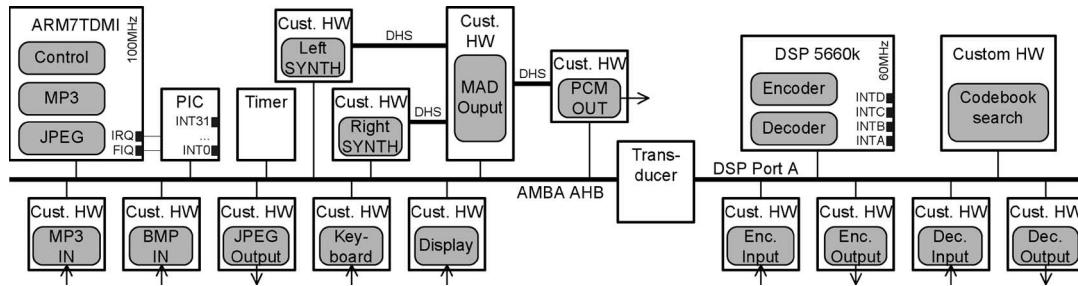 ARM7TDMI
100MHz
Control
MP3
JPEG
IRQ
FIQ
PIC
INT31
...
INT0
Timer
Cust. HW
Left
SYNTH
DHS
Cust. HW
Right
SYNTH
DHS
Cust.
HW
MAD
Ouput
DHS
Cust. HW
PCM
OUT
DSP 5660k
60MHz
Encoder
Decoder
INTD
INTC
INTB
INTA
Custom HW
Codebook
search
AMBA AHB
Trans-
ducer
DSP Port A
Cust. HW
MP3
IN
Cust. HW
BMP
IN
Cust. HW
JPEG
Output
Cust. HW
Key-
board
Cust. HW
Display
Cust. HW
Enc.
Input
Cust. HW
Enc.
Output
Cust. HW
Dec.
Input
Cust. HW
Dec.
Output